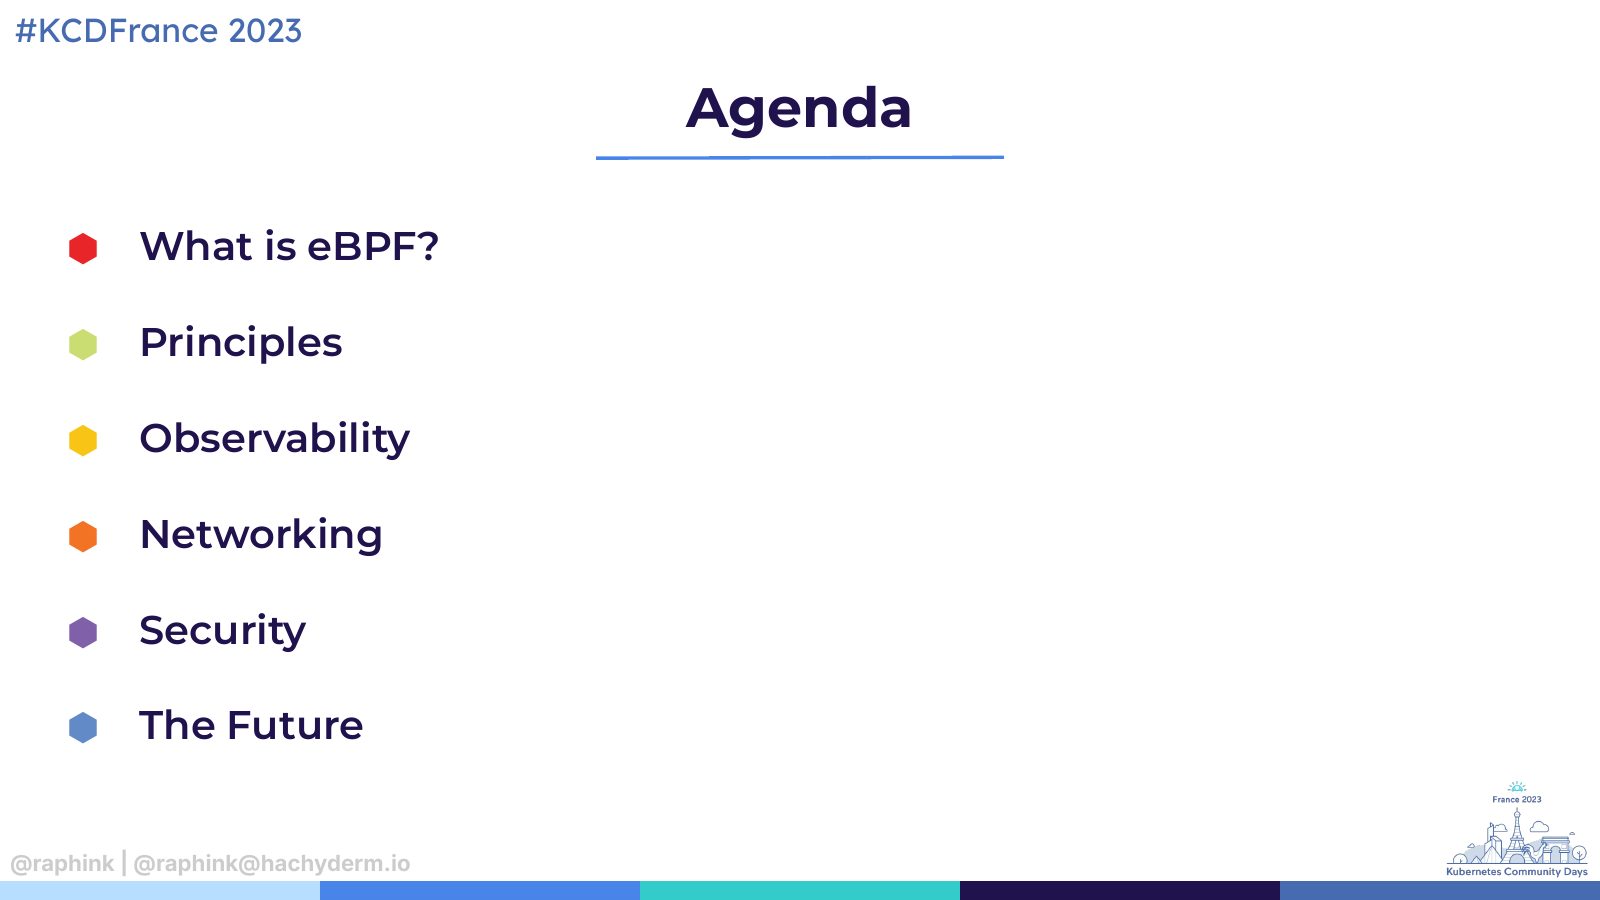 #KCDFrance 2023
Agenda
What is eBPF?
Principles
Observability
Networking
Security
The Future
France 2023
Kubernetes Community Days
@raphink | @raphink@hachyderm.io